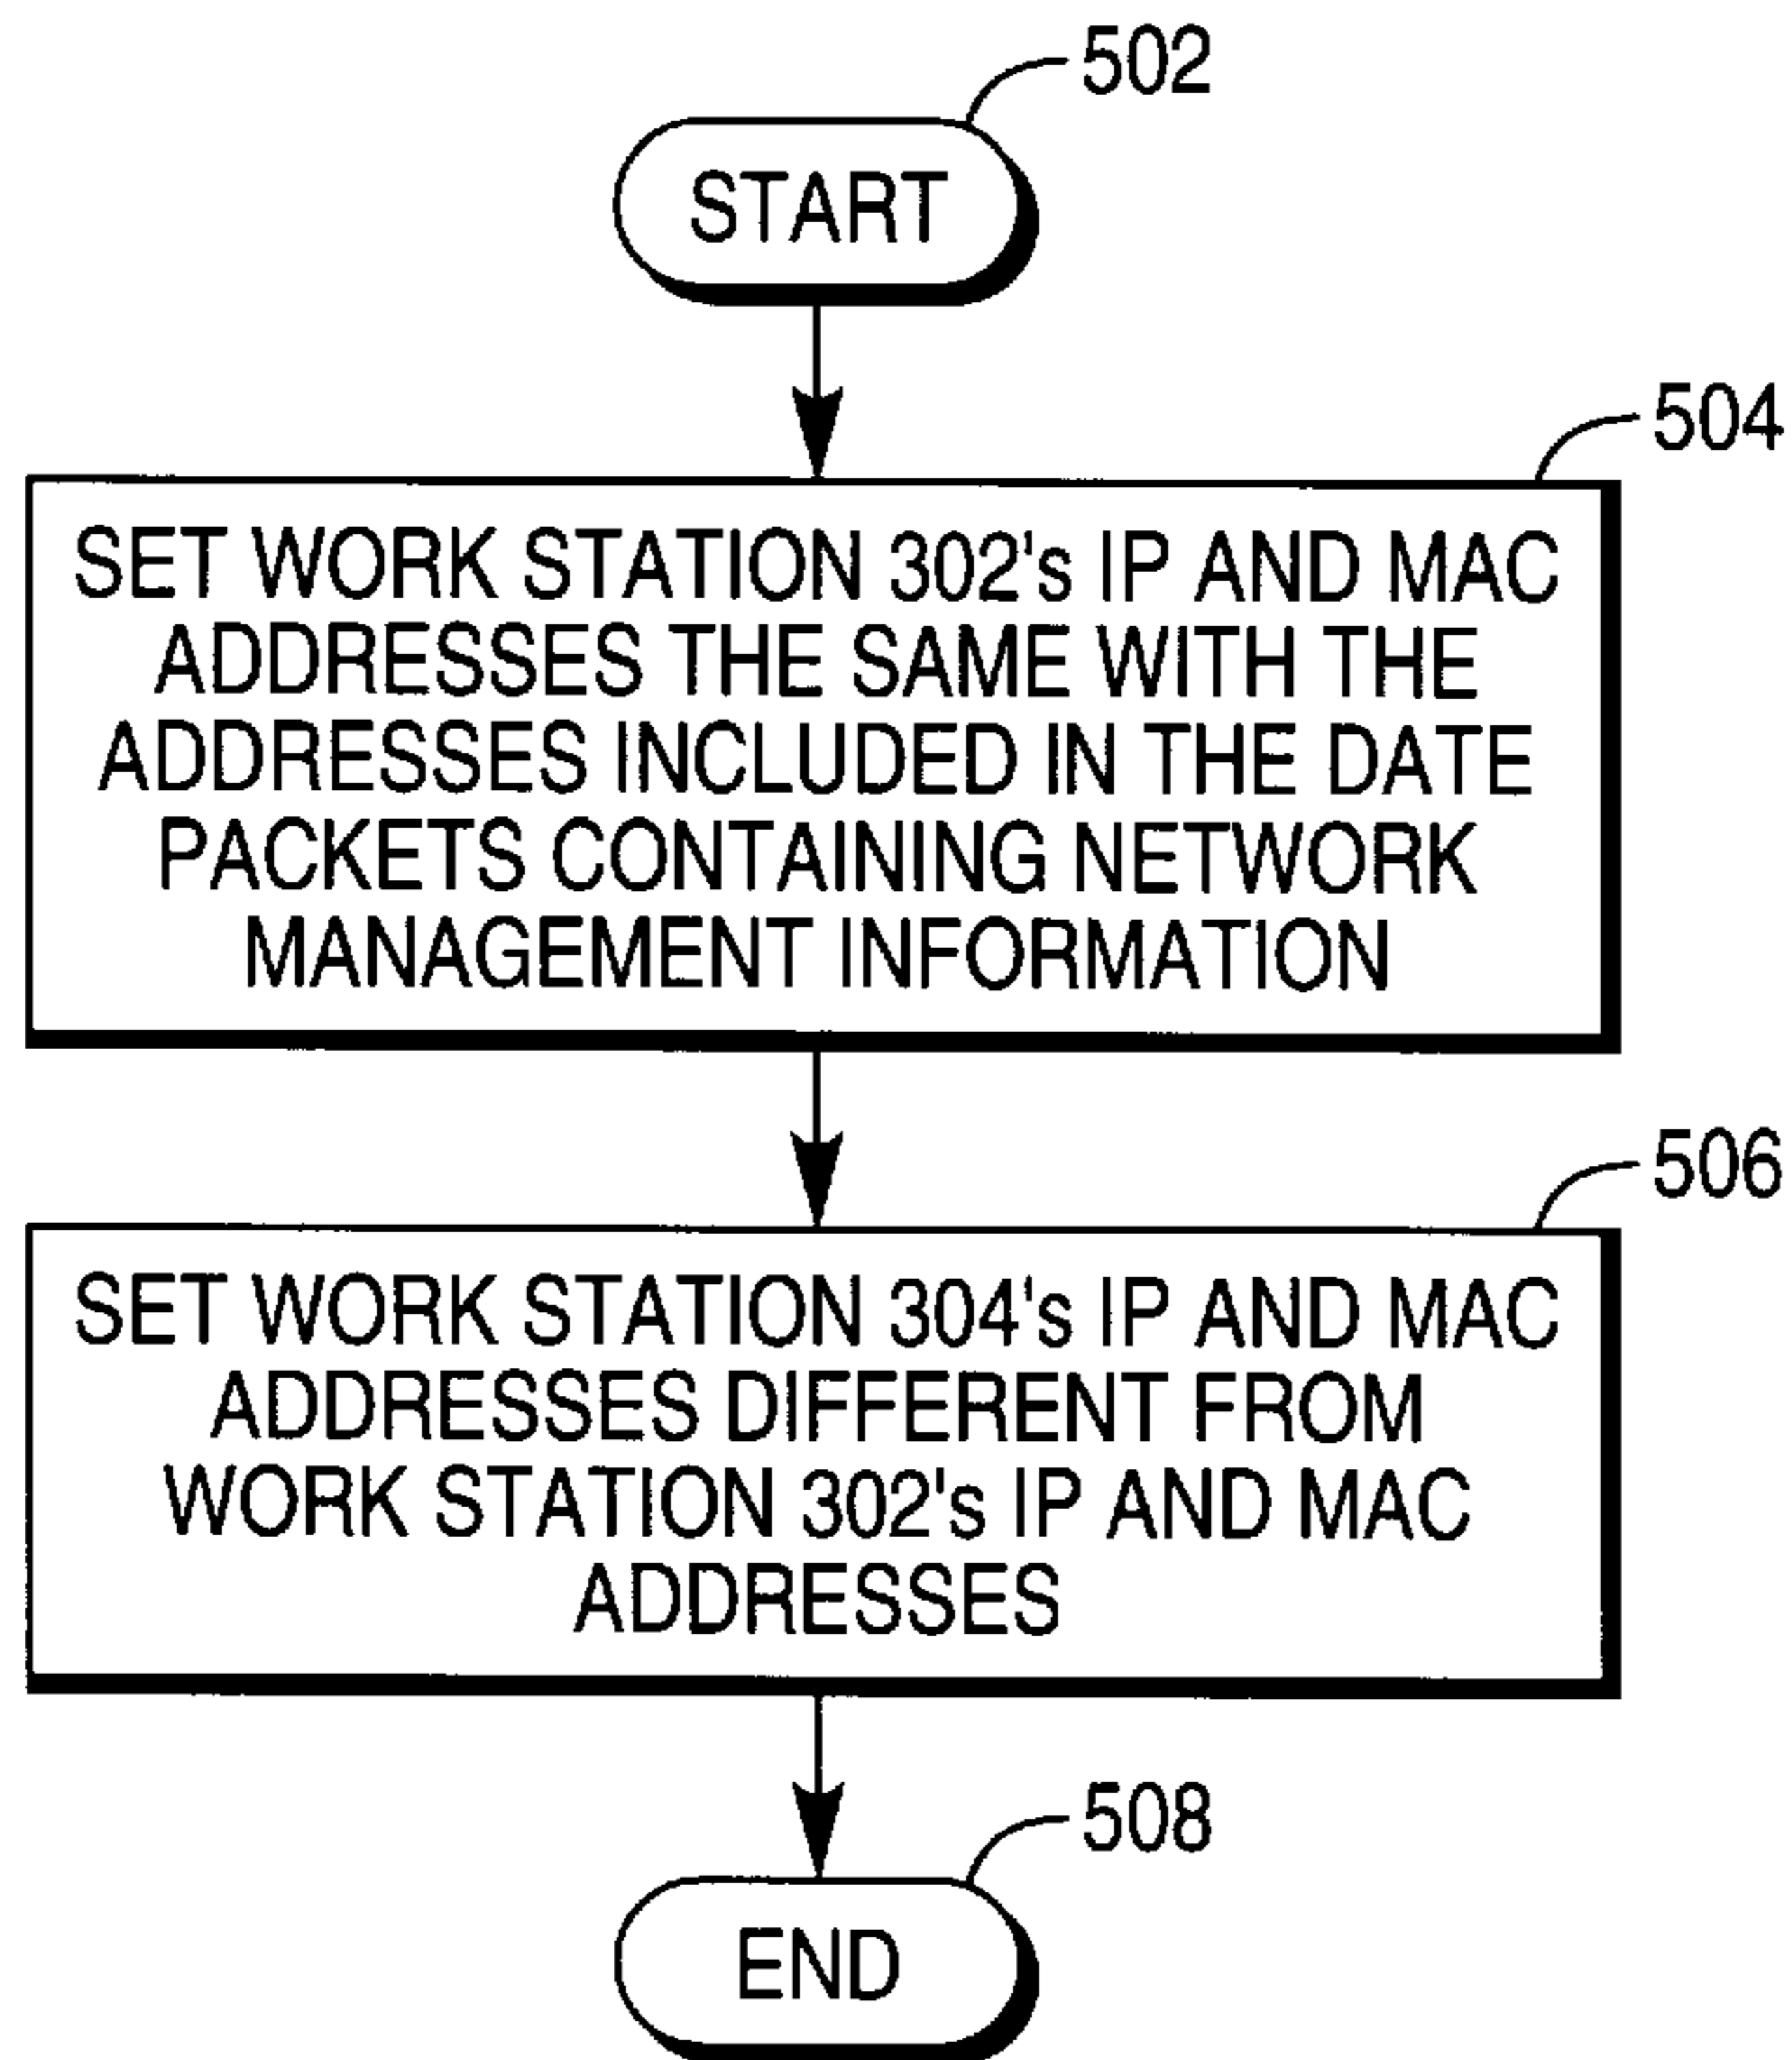 502
START
504
SET WORK STATION 302's IP AND MAC
ADDRESSES THE SAME WITH THE
ADDRESSES INCLUDED IN THE DATE
PACKETS CONTAINING NETWORK
MANAGEMENT INFORMATION
506
SET WORK STATION 304's IP AND MAC
ADDRESSES DIFFERENT FROM
WORK STATION 302's IP AND MAC
ADDRESSES
508
END